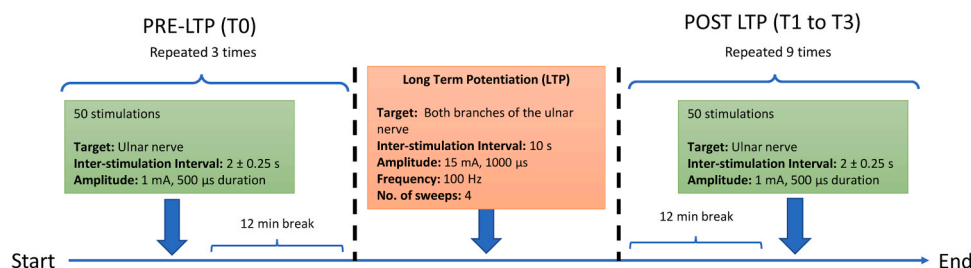 PRE-LTP (T0)
Repeated 3 times
50 stimulations
Target: Ulnar nerve
Inter-stimulation Interval: 2 ± 0.25 s
Amplitude: 1 mA, 500 µs duration
12 min break
Long Term Potentiation (LTP)
Target: Both branches of the ulnar
nerve
Inter-stimulation Interval: 10 s
Amplitude: 15 mA, 1000 µs
Frequency: 100 Hz
No. of sweeps: 4
POST LTP (T1 to T3)
Repeated 9 times
50 stimulations
Target: Ulnar nerve
Inter-stimulation Interval: 2 ± 0.25 s
Amplitude: 1 mA, 500 µs duration
12 min break
Start
End